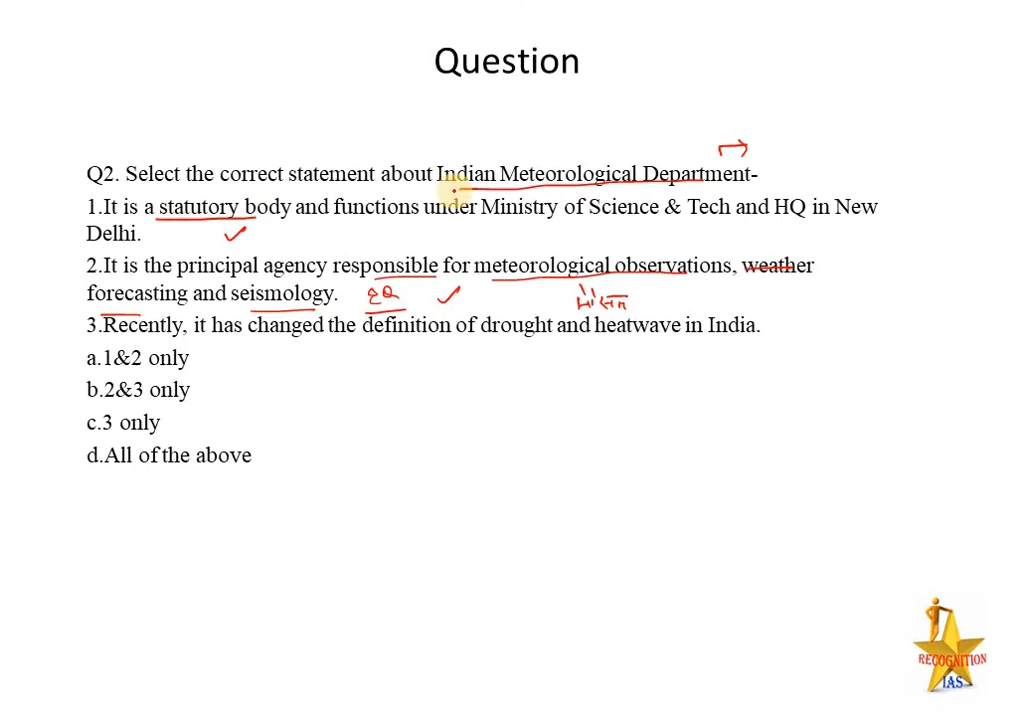 Question
Q2. Select the correct statement about Indian Meteorological Department-
1.It is a statutory body and functions under Ministry of Science & Tech and HQ in New
Delhi.
2.It is the principal agency responsible for meteorological observations, weather
forecasting and seismology. EQ
3.Recently, it has changed the definition of drought and heatwave in India.
a.1&2 only
b.2&3 only
c.3 only
d.All of the above
RECOGNITION
IAS